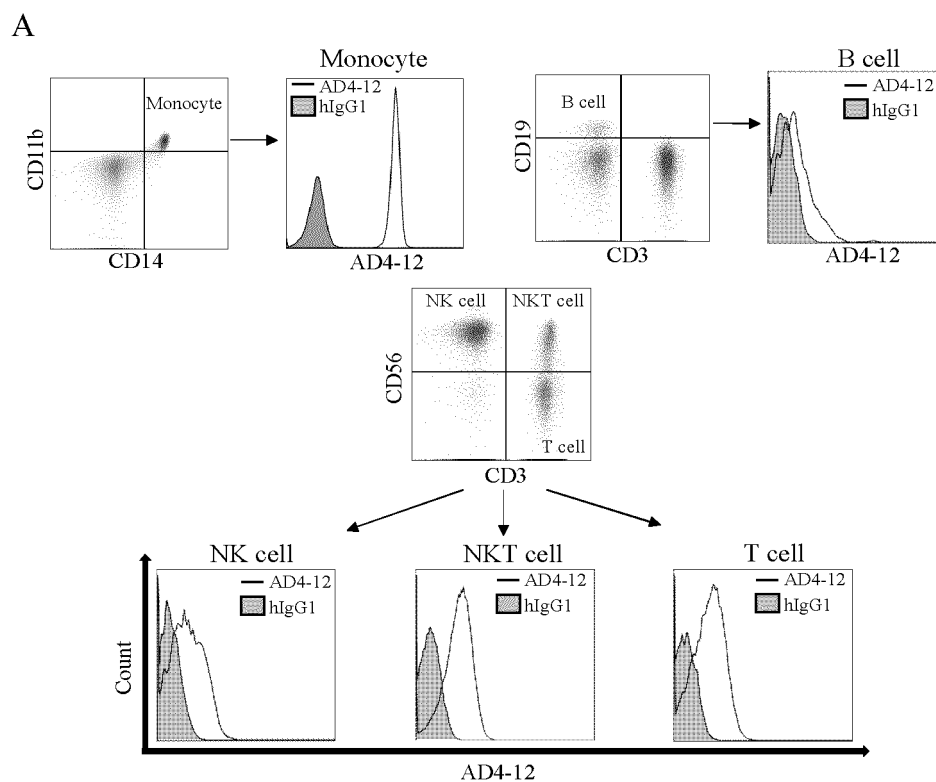 A
Monocyte
AD4-12
hIgG1
Monocyte
CD11b
CD14
AD4-12
B cell
AD4-12
hIgG1
B cell
CD19
CD3
AD4-12
NK cell
NKT cell
CD56
T cell
CD3
NK cell
AD4-12
hIgG1
NKT cell
AD4-12
hIgG1
T cell
AD4-12
hIgG1
Count
AD4-12